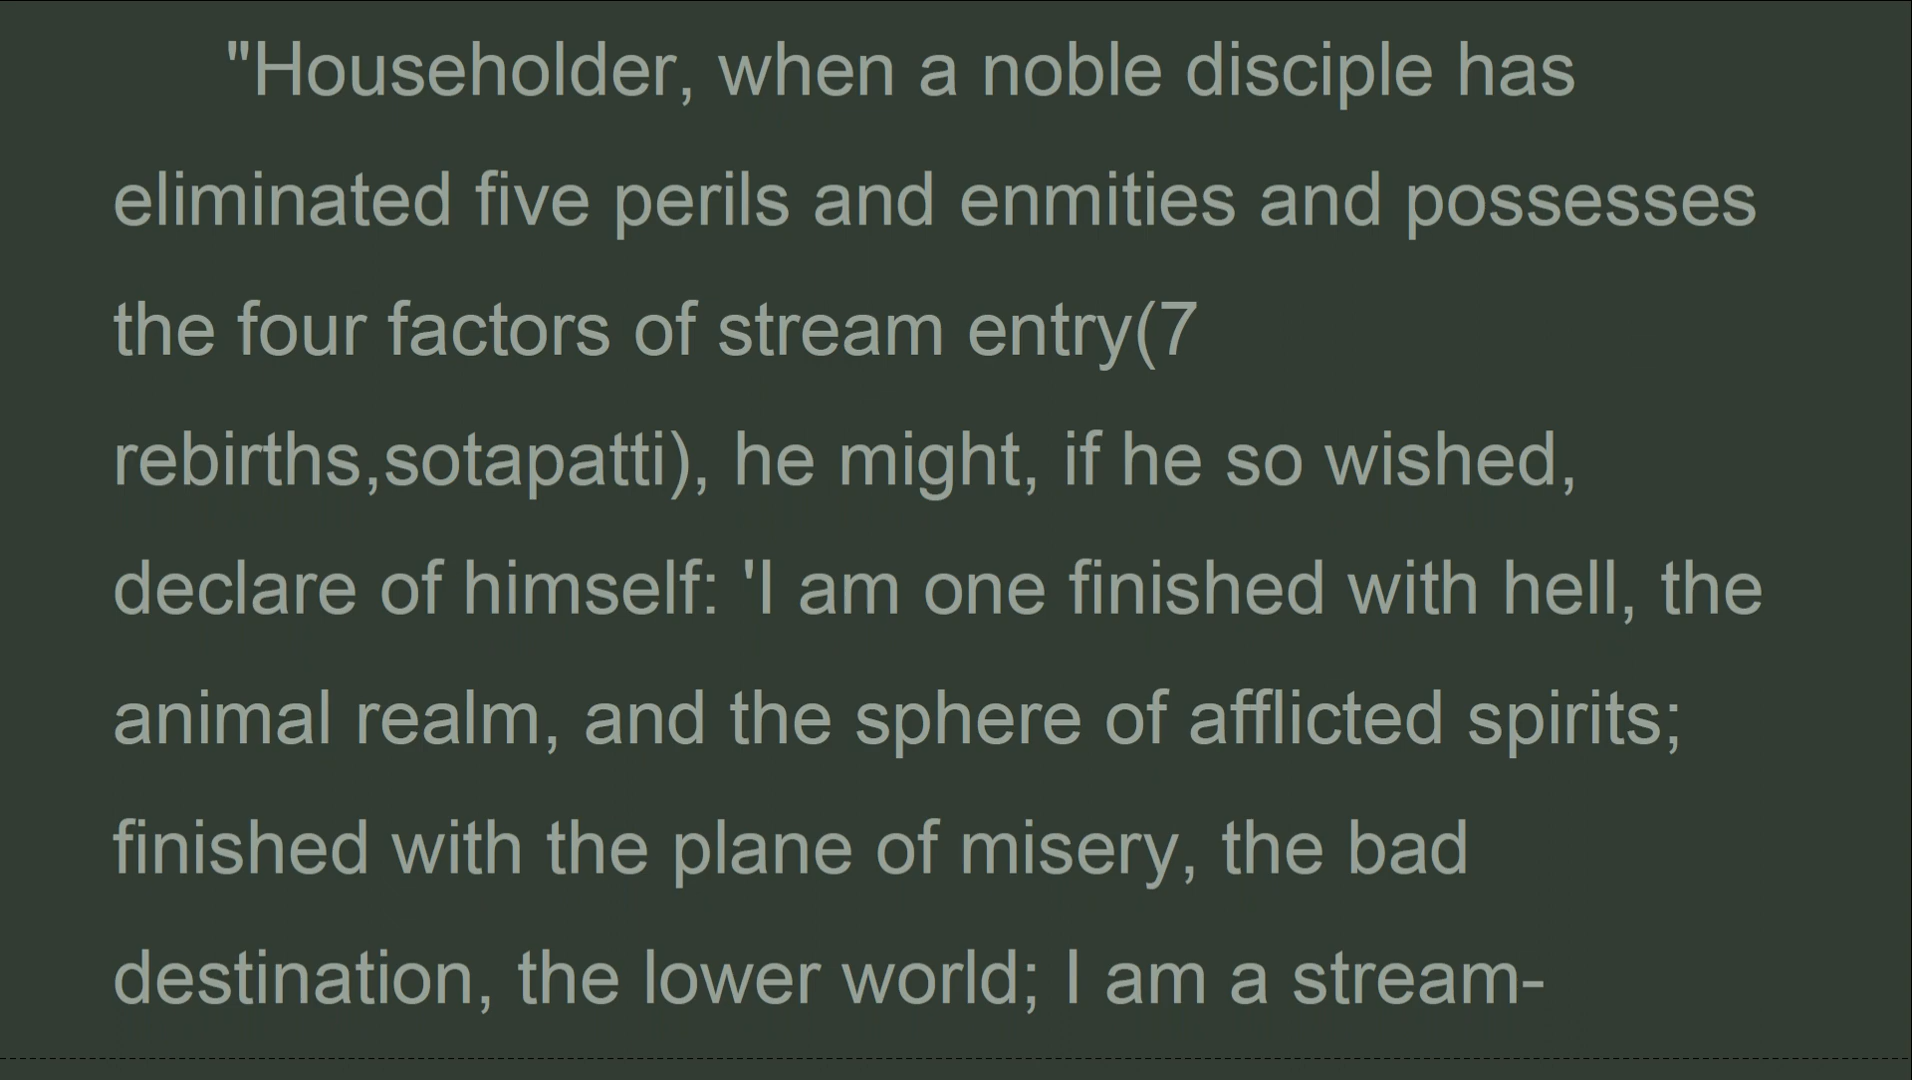 "Householder, when a noble disciple has
eliminated five perils and enmities and possesses
the four factors of stream entry(7
rebirths,sotapatti), he might, if he so wished,
declare of himself: 'I am one finished with hell, the
animal realm, and the sphere of afflicted spirits;
finished with the plane of misery, the bad
destination, the lower world; I am a stream-